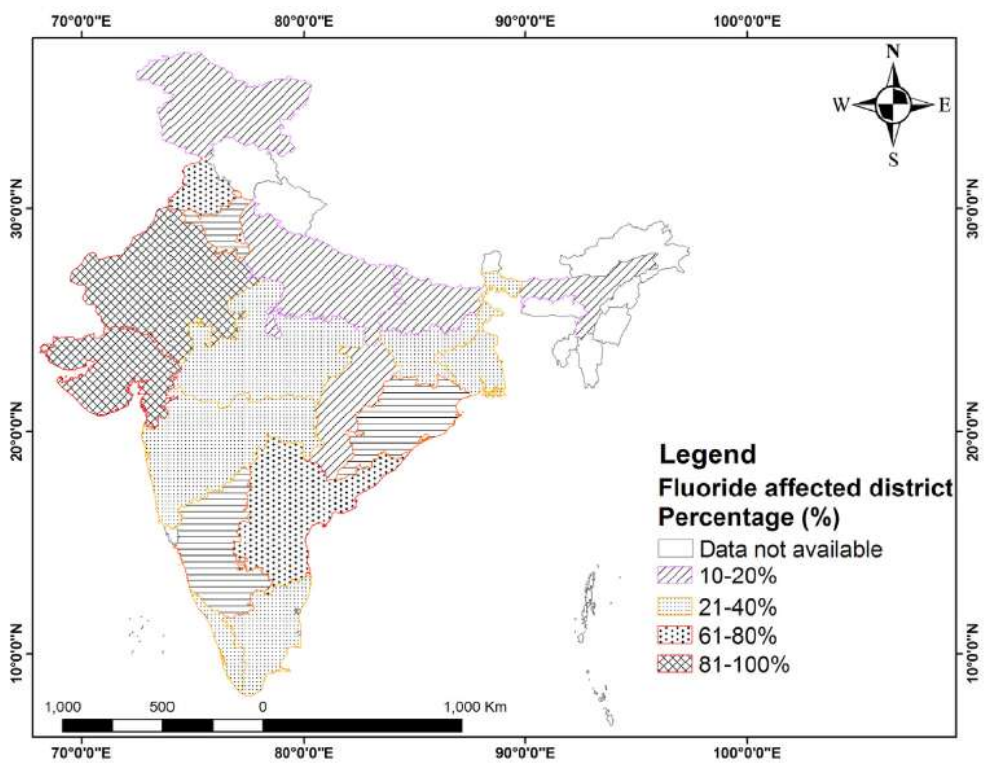 70°0'0"E 80°0'0"E 90°0'0"E 100°0'0"E
N
W E
S
30°0'0"N 30°0'0"N
20°0'0"N 20°0'0"N
10°0'0"N 10°0'0"N
Legend
Fluoride affected district
Percentage (%)
Data not available
10-20%
21-40%
61-80%
81-100%
1,000 500 0 1,000 Km
70°0'0"E 80°0'0"E 90°0'0"E 100°0'0"E